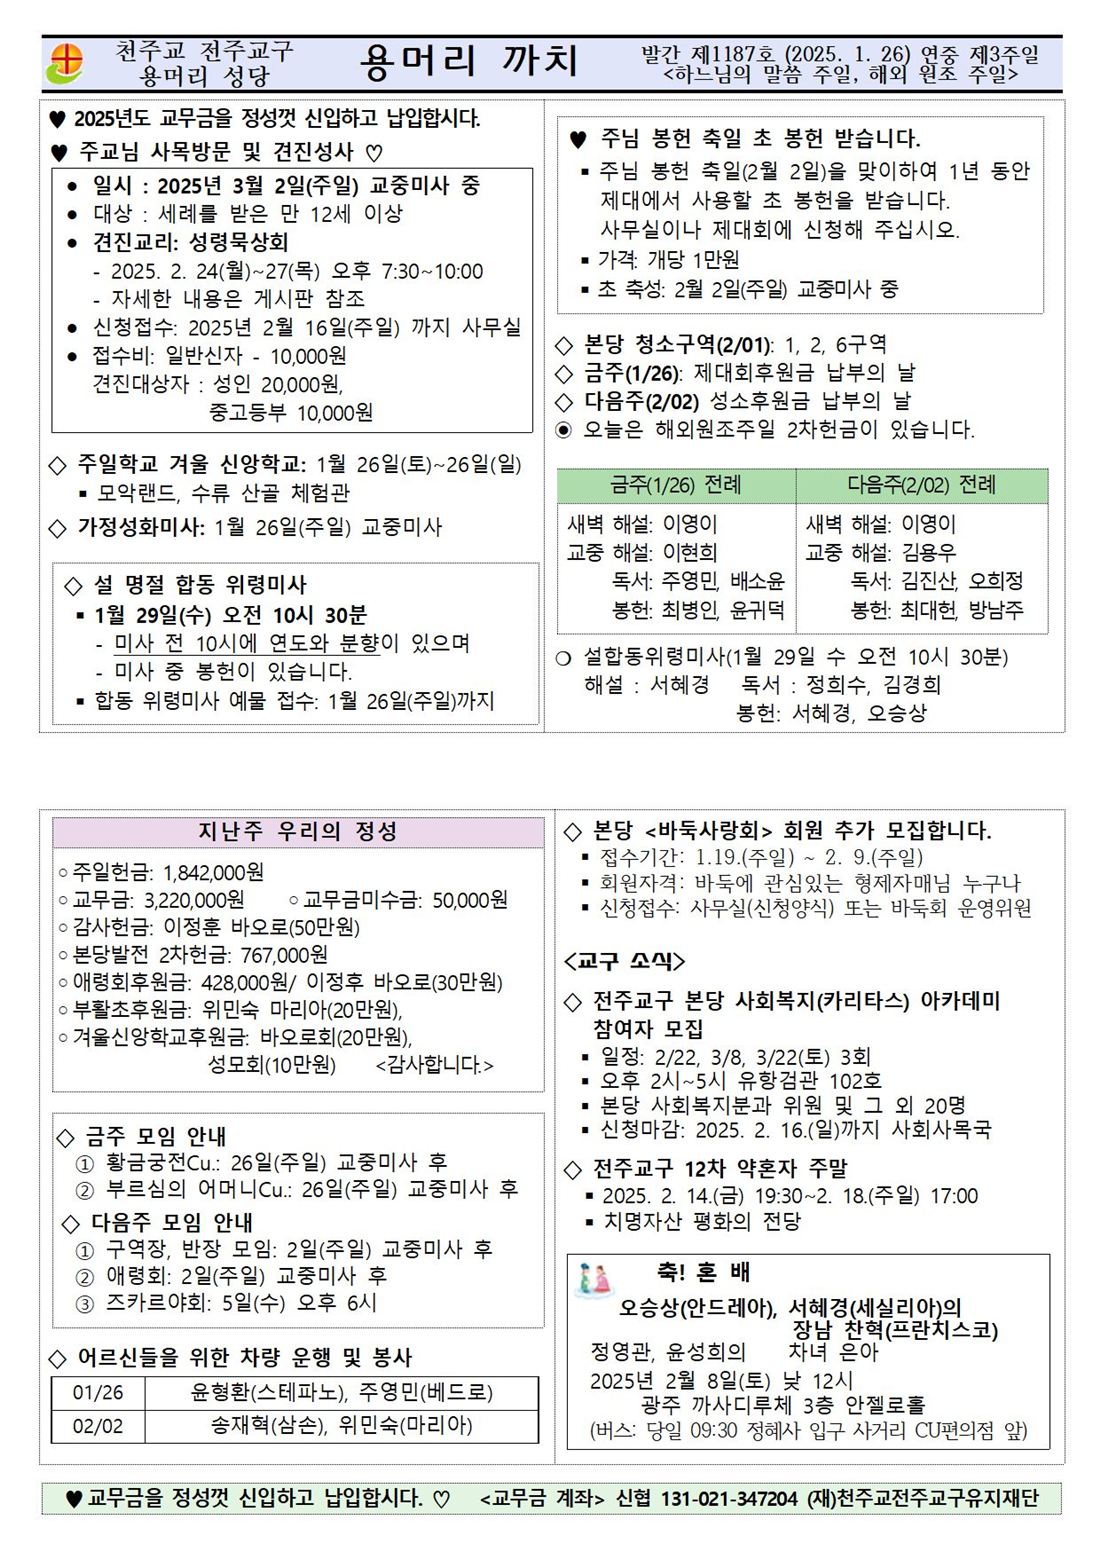 천주교 전주교구
용머리 성당
용머리 까치
발간 제1187호 (2025. 1. 26) 연중 제3주일
<하느님의 말씀 주일, 해외 원조 주일>
♥ 2025년도 교무금을 정성껏 신입하고 납입합시다.
♥ 주교님 사목방문 및 견진성사 ♡
● 일시 : 2025년 3월 2일(주일) 교중미사 중
● 대상 : 세례를 받은 만 12세 이상
● 견진교리: 성령묵상회
- 2025. 2. 24(월)~27(목) 오후 7:30~10:00
- 자세한 내용은 게시판 참조
● 신청접수: 2025년 2월 16일(주일) 까지 사무실
● 접수비: 일반신자 - 10,000원
견진대상자 : 성인 20,000원,
중고등부 10,000원
◇ 주일학교 겨울 신앙학교: 1월 26일(토)~26일(일)
▪ 모악랜드, 수류 산골 체험관
◇ 가정성화미사: 1월 26일(주일) 교중미사
◇ 설 명절 합동 위령미사
▪ 1월 29일(수) 오전 10시 30분
- 미사 전 10시에 연도와 분향이 있으며
- 미사 중 봉헌이 있습니다.
▪ 합동 위령미사 예물 접수: 1월 26일(주일)까지
♥ 주님 봉헌 축일 초 봉헌 받습니다.
▪ 주님 봉헌 축일(2월 2일)을 맞이하여 1년 동안
제대에서 사용할 초 봉헌을 받습니다.
사무실이나 제대회에 신청해 주십시오.
▪ 가격: 개당 1만원
▪ 초 축성: 2월 2일(주일) 교중미사 중
◇ 본당 청소구역(2/01): 1, 2, 6구역
◇ 금주(1/26): 제대회후원금 납부의 날
◇ 다음주(2/02) 성소후원금 납부의 날
◉ 오늘은 해외원조주일 2차헌금이 있습니다.
금주(1/26) 전례
새벽 해설: 이영이
교중 해설: 이현희
독서: 주영민, 배소윤
봉헌: 최병인, 윤귀덕
다음주(2/02) 전례
새벽 해설: 이영이
교중 해설: 김용우
독서: 김진산, 오희정
봉헌: 최대헌, 방남주
❍ 설합동위령미사(1월 29일 수 오전 10시 30분)
해설 : 서혜경 독서 : 정희수, 김경희
봉헌: 서혜경, 오승상
지난주 우리의 정성
○ 주일헌금: 1,842,000원
○ 교무금: 3,220,000원 ○ 교무금미수금: 50,000원
○ 감사헌금: 이정훈 바오로(50만원)
○ 본당발전 2차헌금: 767,000원
○ 애령회후원금: 428,000원/ 이정후 바오로(30만원)
○ 부활초후원금: 위민숙 마리아(20만원),
○ 겨울신앙학교후원금: 바오로회(20만원),
성모회(10만원) <감사합니다.>
◇ 금주 모임 안내
① 황금궁전Cu.: 26일(주일) 교중미사 후
② 부르심의 어머니Cu.: 26일(주일) 교중미사 후
◇ 다음주 모임 안내
① 구역장, 반장 모임: 2일(주일) 교중미사 후
② 애령회: 2일(주일) 교중미사 후
③ 즈카르야회: 5일(수) 오후 6시
◇ 어르신들을 위한 차량 운행 및 봉사
01/26 윤형환(스테파노), 주영민(베드로)
02/02 송재혁(삼손), 위민숙(마리아)
◇ 본당 <바둑사랑회> 회원 추가 모집합니다.
▪ 접수기간: 1.19.(주일) ~ 2. 9.(주일)
▪ 회원자격: 바둑에 관심있는 형제자매님 누구나
▪ 신청접수: 사무실(신청양식) 또는 바둑회 운영위원
<교구 소식>
◇ 전주교구 본당 사회복지(카리타스) 아카데미
참여자 모집
▪ 일정: 2/22, 3/8, 3/22(토) 3회
▪ 오후 2시~5시 유항검관 102호
▪ 본당 사회복지분과 위원 및 그 외 20명
▪ 신청마감: 2025. 2. 16.(일)까지 사회사목국
◇ 전주교구 12차 약혼자 주말
▪ 2025. 2. 14.(금) 19:30~2. 18.(주일) 17:00
▪ 치명자산 평화의 전당
축! 혼 배
오승상(안드레아), 서혜경(세실리아)의
장남 찬혁(프란치스코)
정영관, 윤성희의 차녀 은아
2025년 2월 8일(토) 낮 12시
광주 까사디루체 3층 안젤로홀
(버스: 당일 09:30 정혜사 입구 사거리 CU편의점 앞)
♥ 교무금을 정성껏 신입하고 납입합시다. ♡ <교무금 계좌> 신협 131-021-347204 (재)천주교전주교구유지재단